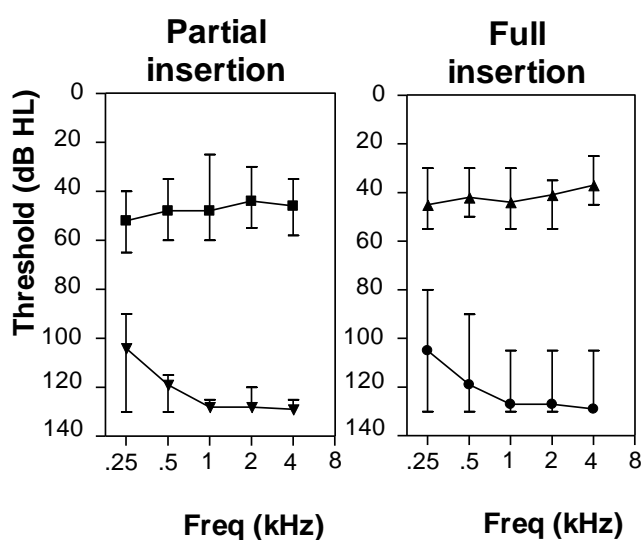 Partial
insertion
Full
insertion
Threshold (dB HL)
0
20
40
60
80
100
120
140
0
20
40
60
80
100
120
140
.25 .5 1 2 4 8
.25 .5 1 2 4 8
Freq (kHz)
Freq (kHz)